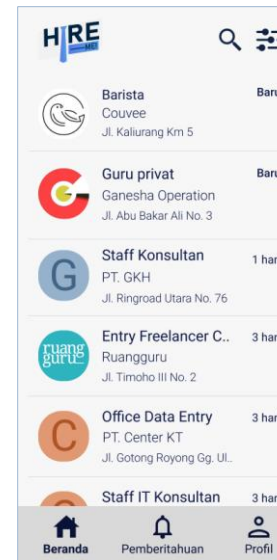 HIRE
ME!
Barista
Baru
Couvee
Jl. Kaliurang Km 5
Guru privat
Baru
Ganesha Operation
Jl. Abu Bakar Ali No. 3
G
Staff Konsultan
1 har
PT. GKH
Jl. Ringroad Utara No. 76
ruang
guru
Entry Freelancer C..
3 har
Ruangguru
Jl. Timoho III No. 2
C
Office Data Entry
3 har
PT. Center KT
Jl. Gotong Royong Gg. Ul..
Staff IT Konsultan
3 har
Beranda
Pemberitahuan
Profil